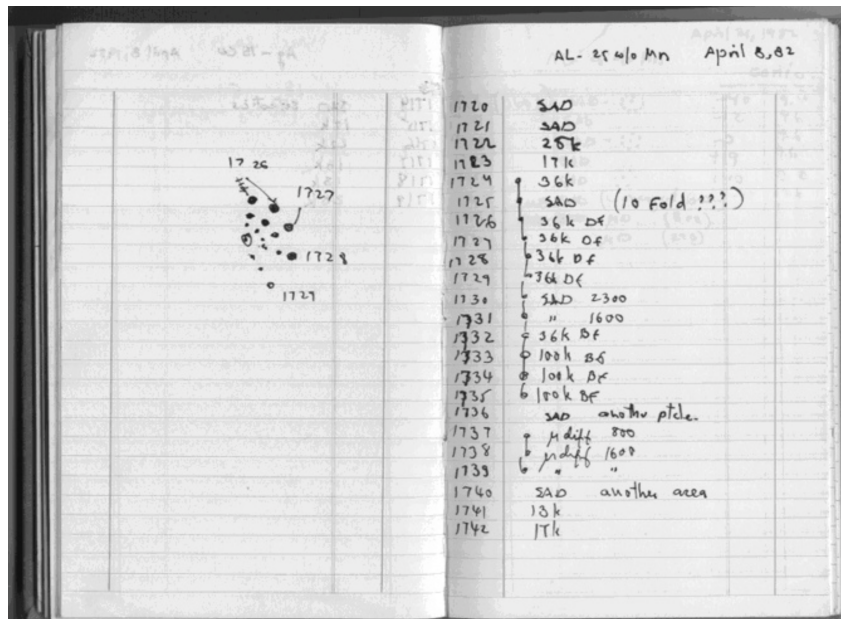 1726
1727
1728
1729
AL-25 w/o Mn April 8, 82
1720 SAD
1721 SAD
1722 25k
1723 17k
1724 36k
1725 SAD (10 Fold ???)
1726 36k DF
1727 36k DF
1728 36k DF
1729 36k DF
1730 SAD 2300
1731 " 1600
1732 36k BF
1733 100k BF
1734 100k BF
1735 100k BF
1736 SAD another ptcle.
1737 μdiff 800
1738 μdiff 1600
1739 " "
1740 SAD another area
1741 13k
1742 17k